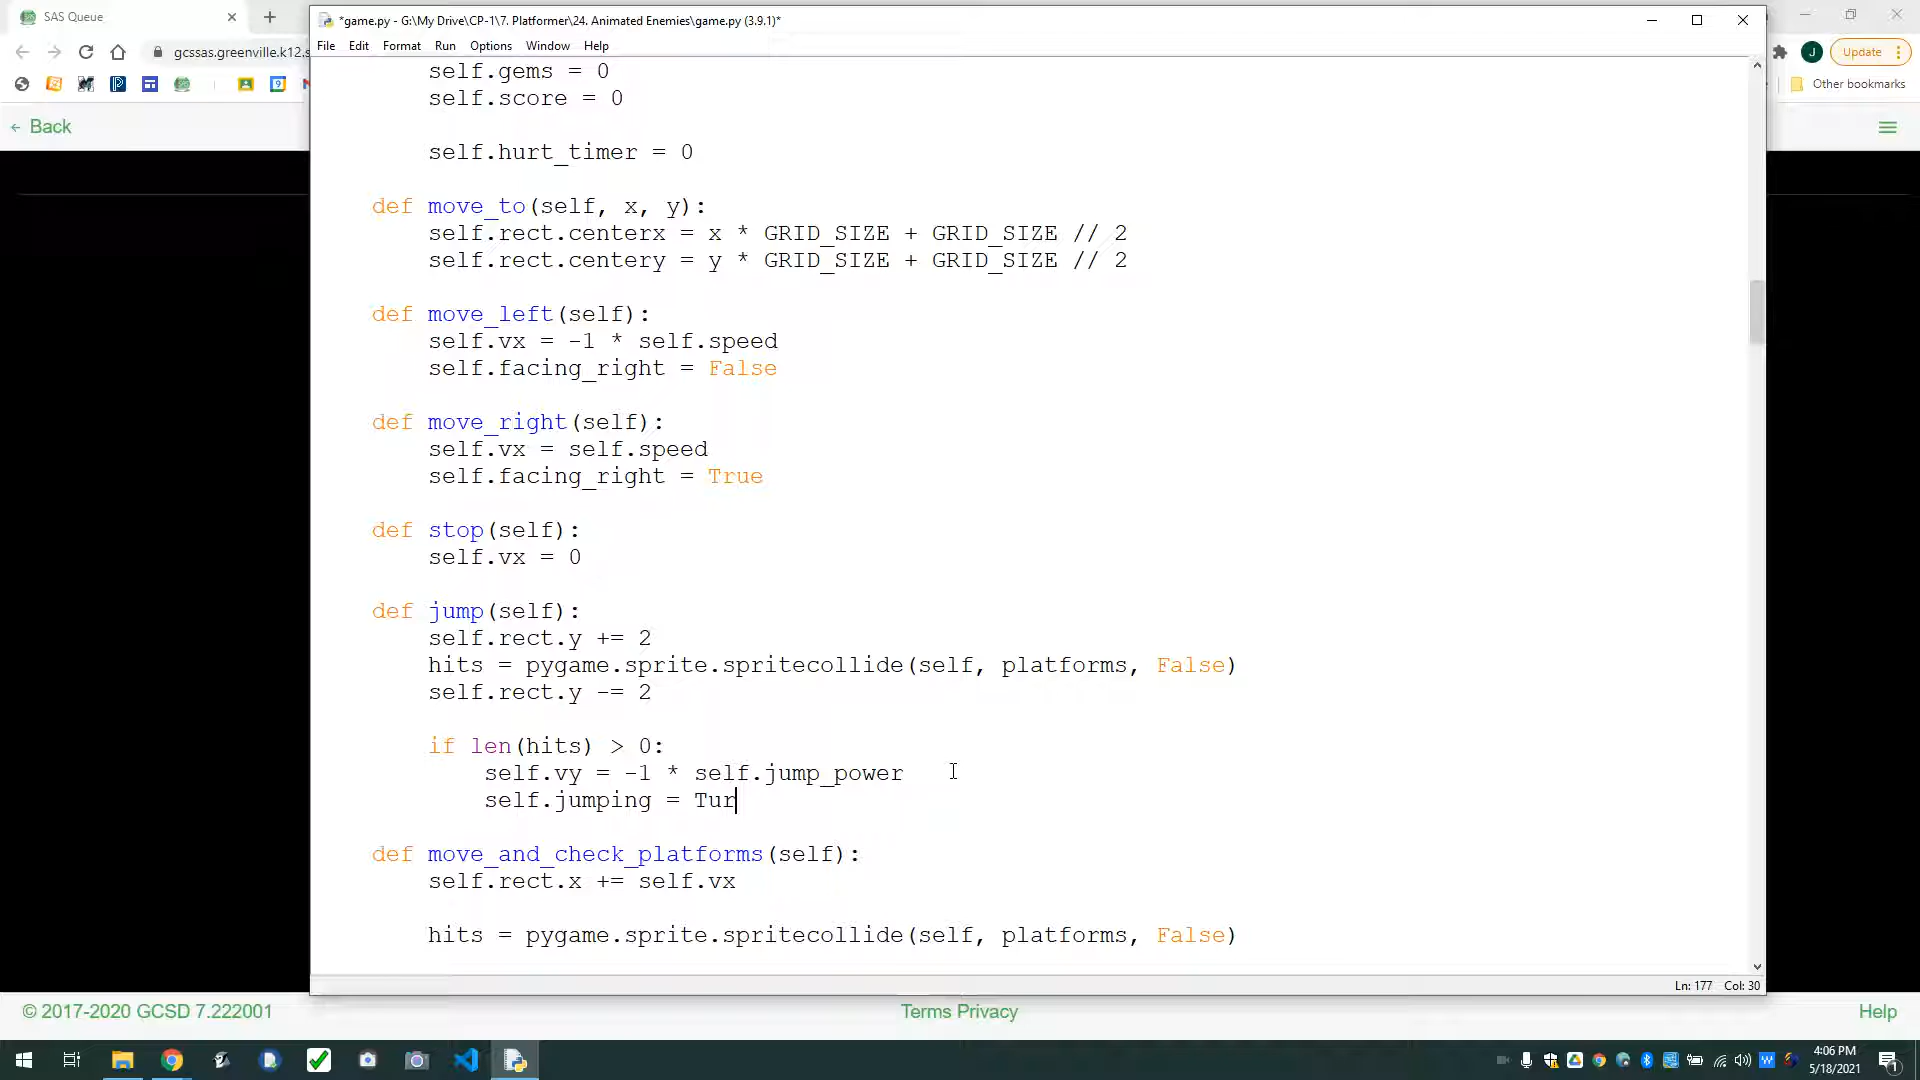 SAS Queue
*game.py - G:\My Drive\CP-1\7. Platformer\24. Animated Enemies\game.py (3.9.1)*
File Edit Format Run Options Window Help
gcssas.greenville.k12.s
J
Update
Other bookmarks
← Back
self.gems = 0
self.score = 0
self.hurt_timer = 0
def move_to(self, x, y):
self.rect.centerx = x * GRID_SIZE + GRID_SIZE // 2
self.rect.centery = y * GRID_SIZE + GRID_SIZE // 2
def move_left(self):
self.vx = -1 * self.speed
self.facing_right = False
def move_right(self):
self.vx = self.speed
self.facing_right = True
def stop(self):
self.vx = 0
def jump(self):
self.rect.y += 2
hits = pygame.sprite.spritecollide(self, platforms, False)
self.rect.y -= 2
if len(hits) > 0:
self.vy = -1 * self.jump_power
self.jumping = Tur
def move_and_check_platforms(self):
self.rect.x += self.vx
hits = pygame.sprite.spritecollide(self, platforms, False)
Ln: 177 Col: 30
© 2017-2020 GCSD 7.222001
Terms Privacy
Help
4:06 PM
5/18/2021